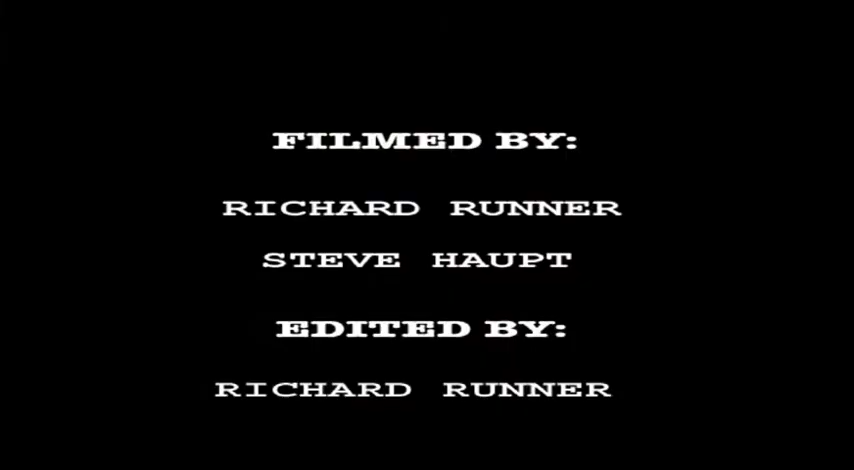 FILMED BY:
RICHARD RUNNER
STEVE HAUPT
EDITED BY:
RICHARD RUNNER